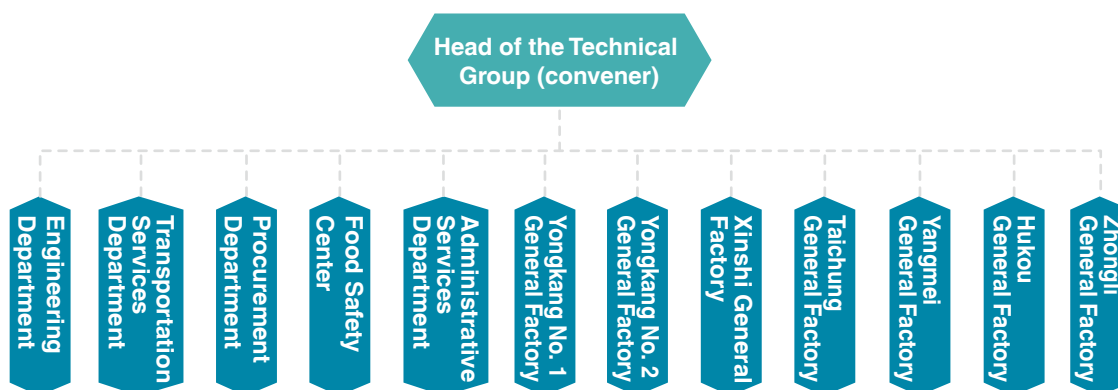 Head of the Technical
Group (convener)
Engineering
Department
Transportation
Services
Department
Procurement
Department
Food Safety
Center
Administrative
Services
Department
Yongkang No. 1
General Factory
Yongkang No. 2
General Factory
Xinshi General
Factory
Taichung
General Factory
Yangmei
General Factory
Hukou
General Factory
Zhongli
General Factory